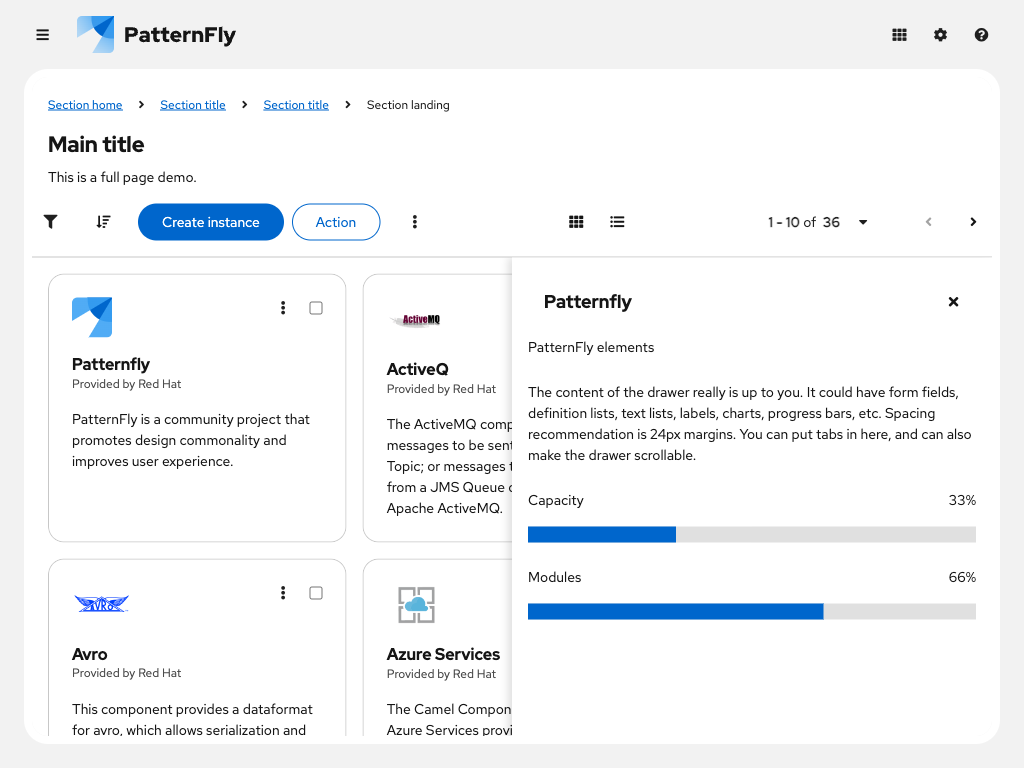 PatternFly
Section home Section title Section title Section landing
Main title
This is a full page demo.
Create instance Action 1 - 10 of 36
Patternfly
Provided by Red Hat
PatternFly is a community project that
promotes design commonality and
improves user experience.
ActiveMQ
ActiveQ
Provided by Red Hat
The ActiveMQ comp
messages to be sent
Topic; or messages t
from a JMS Queue o
Apache ActiveMQ.
AVRO
Avro
Provided by Red Hat
This component provides a dataformat
for avro, which allows serialization and
Azure Services
Provided by Red Hat
The Camel Compon
Azure Services provi
Patternfly
PatternFly elements
The content of the drawer really is up to you. It could have form fields,
definition lists, text lists, labels, charts, progress bars, etc. Spacing
recommendation is 24px margins. You can put tabs in here, and can also
make the drawer scrollable.
Capacity 33%
Modules 66%